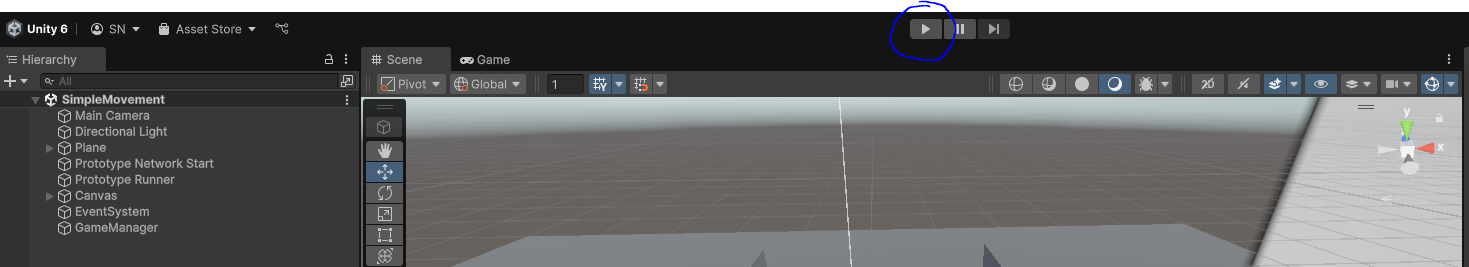 Unity 6 SN Asset Store
Hierarchy
Scene
Game
All
Pivot
Global
1
2D
SimpleMovement
Main Camera
Directional Light
Plane
Prototype Network Start
Prototype Runner
Canvas
EventSystem
GameManager
y
x